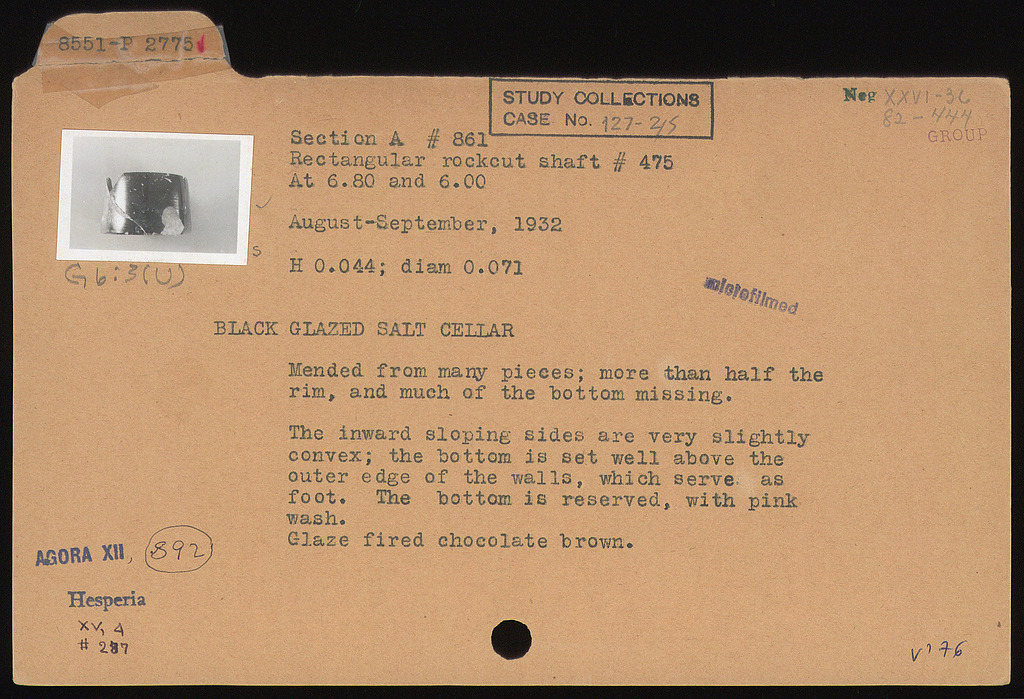 8551-P 2775
STUDY COLLECTIONS
CASE No. 127-2/5
Neg XXVI-36
82-444
GROUP
Section A # 861
Rectangular rockcut shaft # 475
At 6.80 and 6.00
August-September, 1932
H 0.044; diam 0.071
S
G 6:3(U)
microfilmed
BLACK GLAZED SALT CELLAR
Mended from many pieces; more than half the
rim, and much of the bottom missing.
The inward sloping sides are very slightly
convex; the bottom is set well above the
outer edge of the walls, which serve as
foot. The bottom is reserved, with pink
wash.
Glaze fired chocolate brown.
AGORA XII, 892
Hesperia
XV, 4
V'76